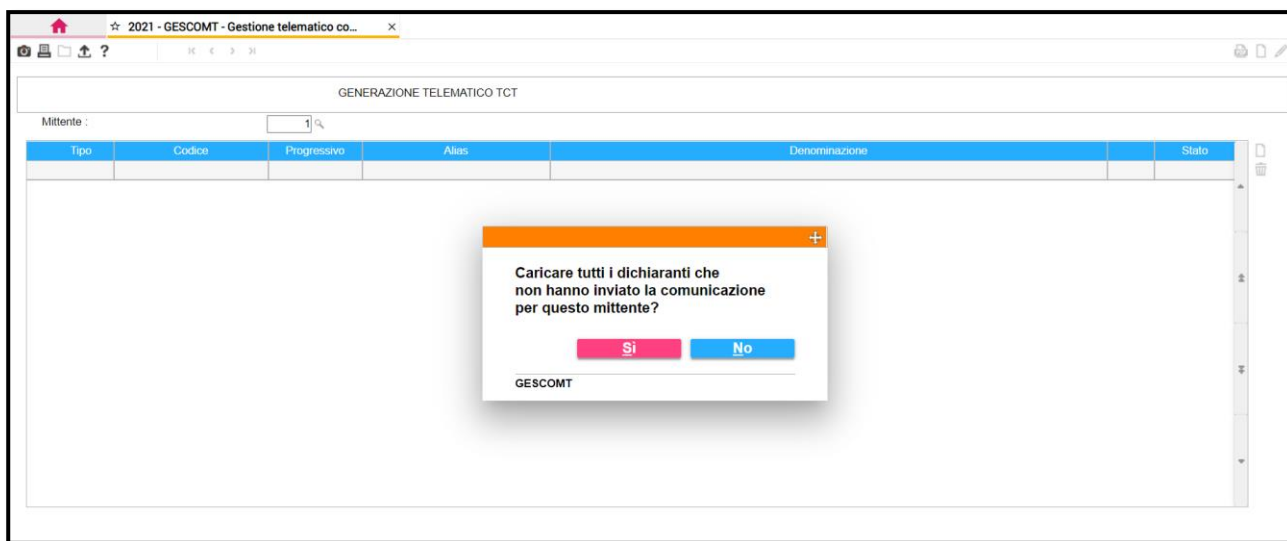 ☆ 2021 - GESCOMT - Gestione telematico co... ×
?
GENERAZIONE TELEMATICO TCT
Mittente : 1
Tipo Codice Progressivo Alias Denominazione Stato
Caricare tutti i dichiaranti che
non hanno inviato la comunicazione
per questo mittente?
Sì No
GESCOMT